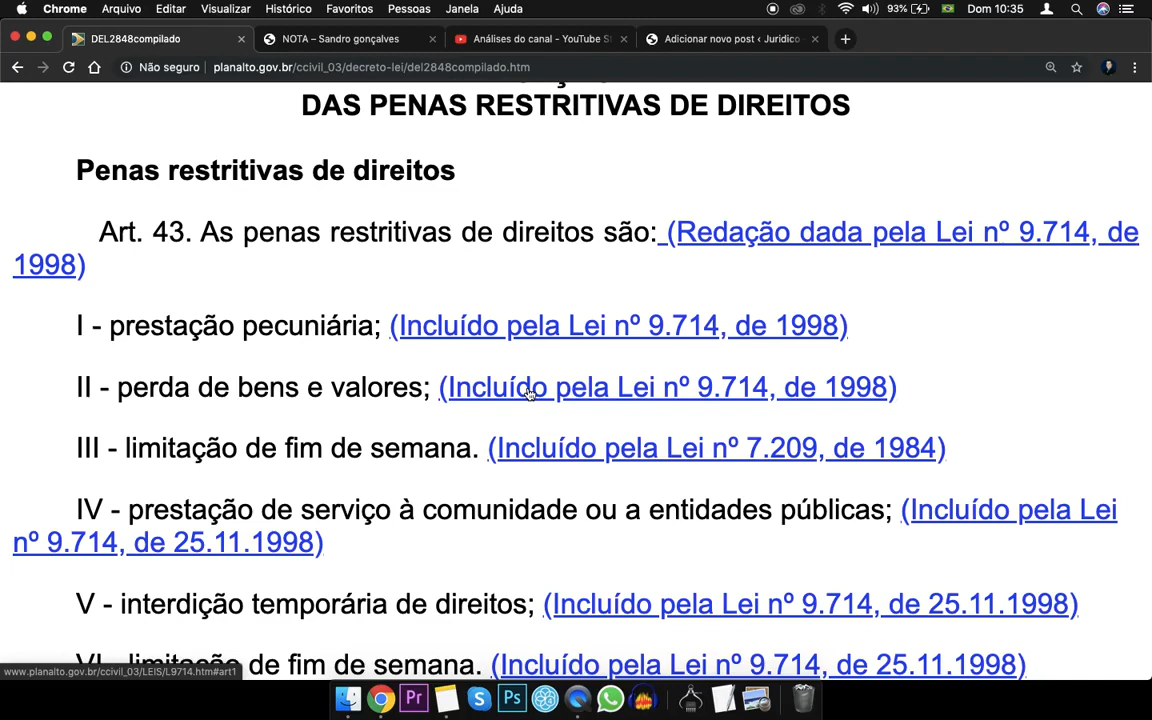 Chrome Arquivo Editar Visualizar Histórico Favoritos Pessoas Janela Ajuda 93% Dom 10:35
DEL2848compilado NOTA – Sandro gonçalves Análises do canal - YouTube S Adicionar novo post ‹ Juridico
Não seguro planalto.gov.br/ccivil_03/decreto-lei/del2848compilado.htm
DAS PENAS RESTRITIVAS DE DIREITOS
Penas restritivas de direitos
Art. 43. As penas restritivas de direitos são: (Redação dada pela Lei nº 9.714, de
1998)
I - prestação pecuniária; (Incluído pela Lei nº 9.714, de 1998)
II - perda de bens e valores; (Incluído pela Lei nº 9.714, de 1998)
III - limitação de fim de semana. (Incluído pela Lei nº 7.209, de 1984)
IV - prestação de serviço à comunidade ou a entidades públicas; (Incluído pela Lei
nº 9.714, de 25.11.1998)
V - interdição temporária de direitos; (Incluído pela Lei nº 9.714, de 25.11.1998)
VI - limitação de fim de semana. (Incluído pela Lei nº 9.714, de 25.11.1998)
www.planalto.gov.br/ccivil_03/LEIS/L9714.htm#art1
Pr Ps